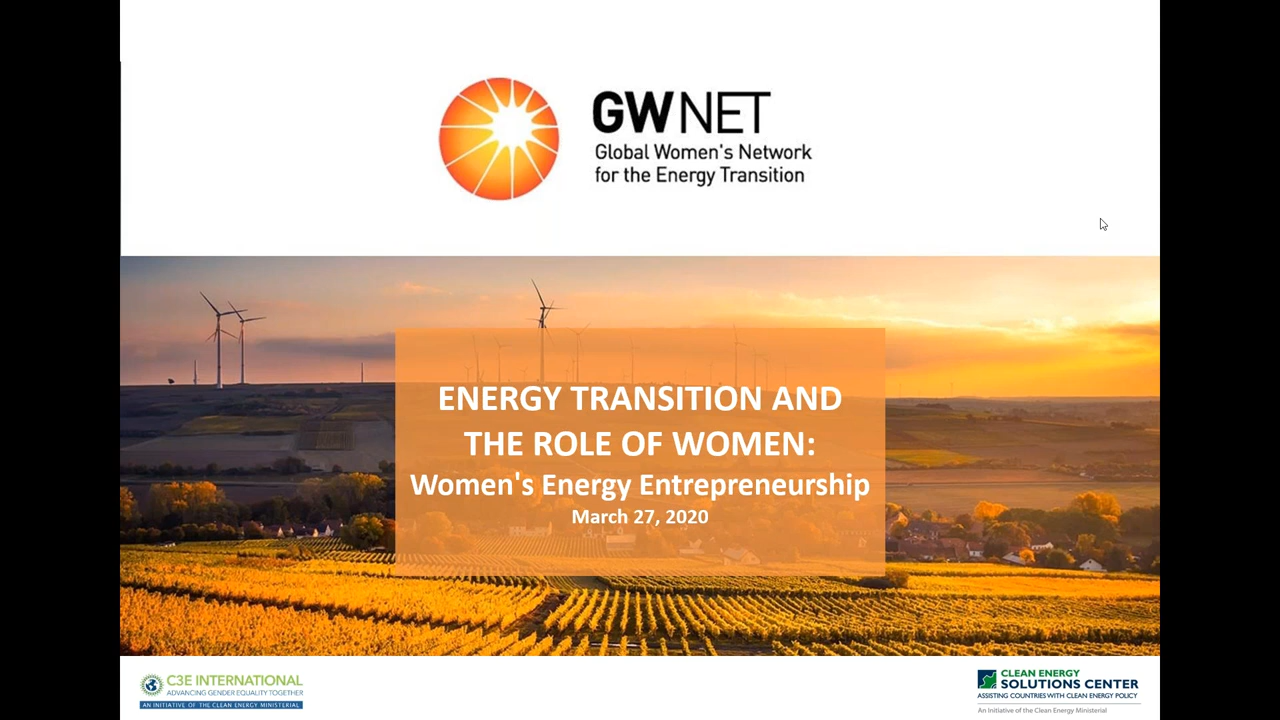 GWNET
Global Women's Network
for the Energy Transition
ENERGY TRANSITION AND
THE ROLE OF WOMEN:
Women's Energy Entrepreneurship
March 27, 2020
C3E INTERNATIONAL
ADVANCING GENDER EQUALITY TOGETHER
AN INITIATIVE OF THE CLEAN ENERGY MINISTERIAL
CLEAN ENERGY
SOLUTIONS CENTER
ASSISTING COUNTRIES WITH CLEAN ENERGY POLICY
An Initiative of the Clean Energy Ministerial